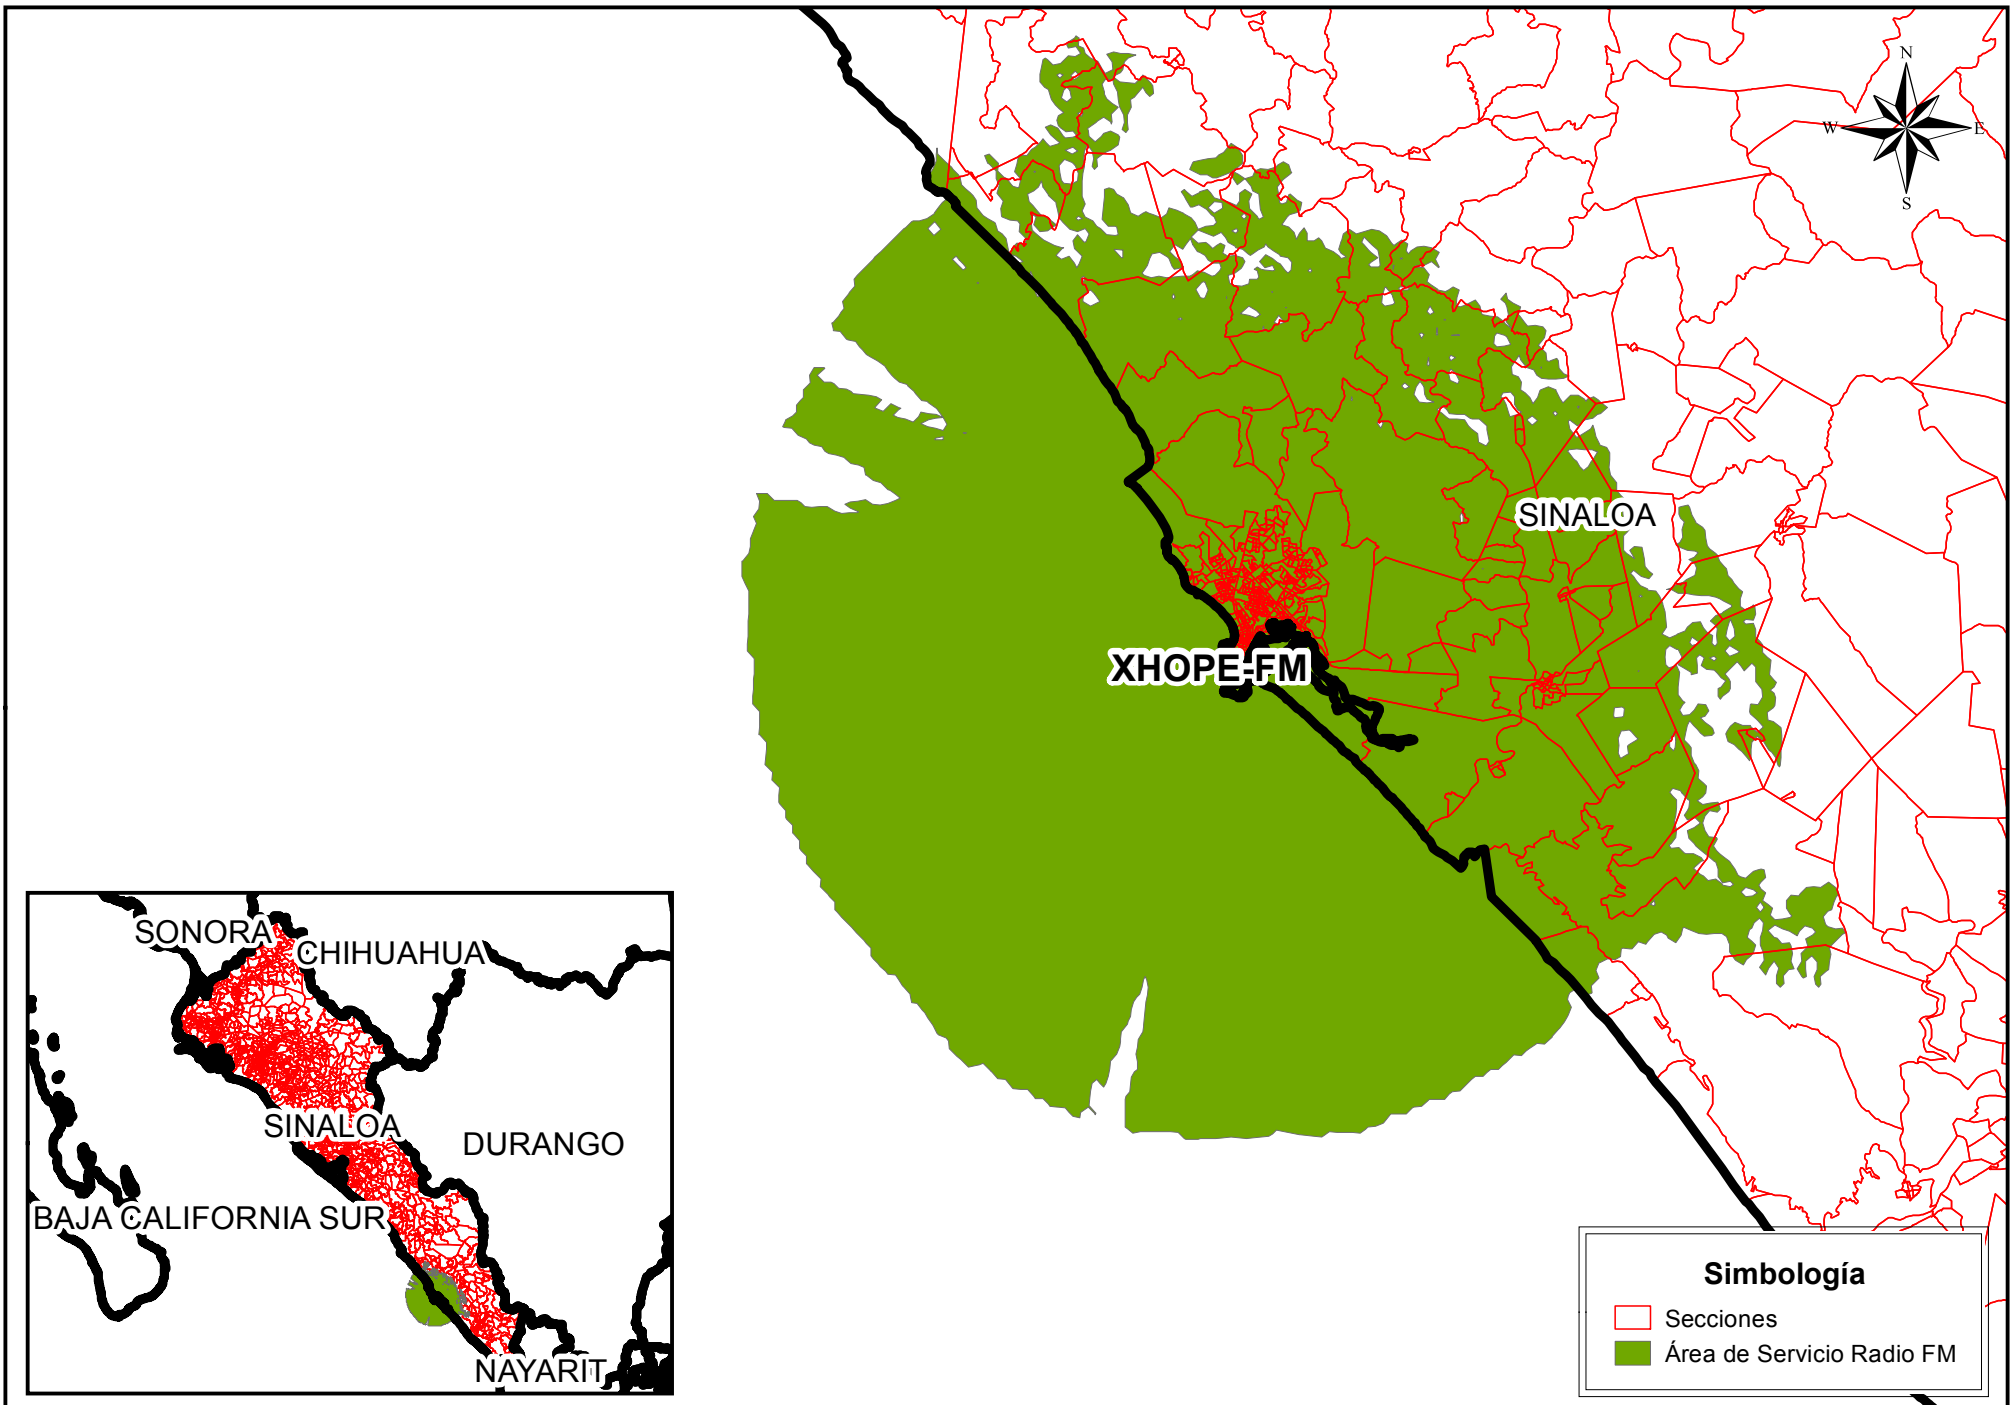 N
W E
S
SINALOA
XHOPE-FM
SONORA
CHIHUAHUA
SINALOA
DURANGO
BAJA CALIFORNIA SUR
NAYARIT
Simbología
Secciones
Área de Servicio Radio FM